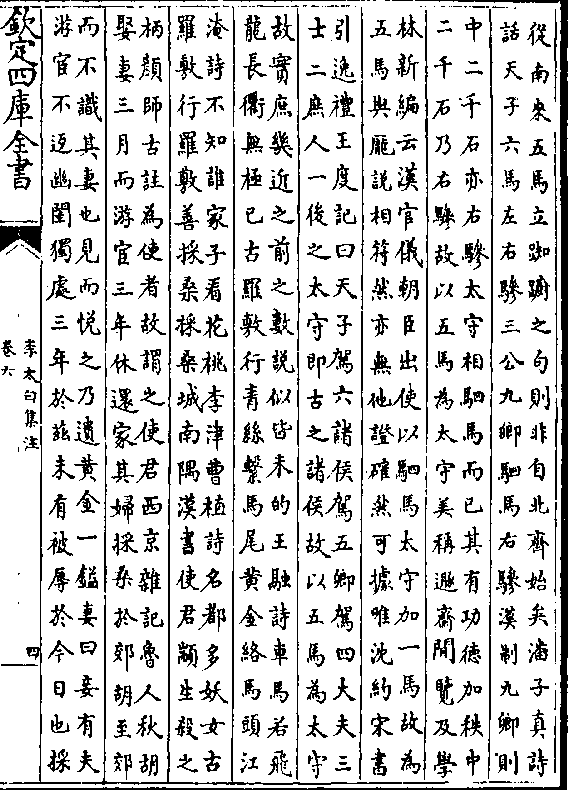 從南來五馬立踟躕之句則非自北齊始矣潘子真詩
話天子六馬左右驂三公九卿駟馬右驂漢制九卿則
中二千石亦右驂太守相駟馬而已其有功德加秩中
二千石乃右驂故以五馬為太守美稱遯齋閒覽及學
林新編云漢官儀朝臣出使以駟馬太守加一馬故為
五馬與龎説相符然亦無他證確然可據唯沈約宋書
引逸禮王度記曰天子駕六諸侯駕五卿駕四大夫三
士二庶人一後之太守即古之諸侯故以五馬為太守
故實庶幾近之前之數説似皆未的王融詩車馬若飛
龍長衢無極已古羅敷行青絲繫馬尾黄金絡馬頭江
淹詩不知誰家子看花桃李津曹植詩名都多妖女古
羅敷行羅敷善採桑採桑城南隅漢書使君顓生殺之
柄顔師古註為使者故謂之使君西京雜記魯人秋胡
娶妻三月而游宦三年休還家其婦採桑於郊胡至郊
而不識其妻也見而悦之乃遺黄金一鎰妻曰妾有夫
游宦不返幽閨獨處三年於兹未有被辱於今日也採
欽定四庫全書
李太白集注
卷六
四